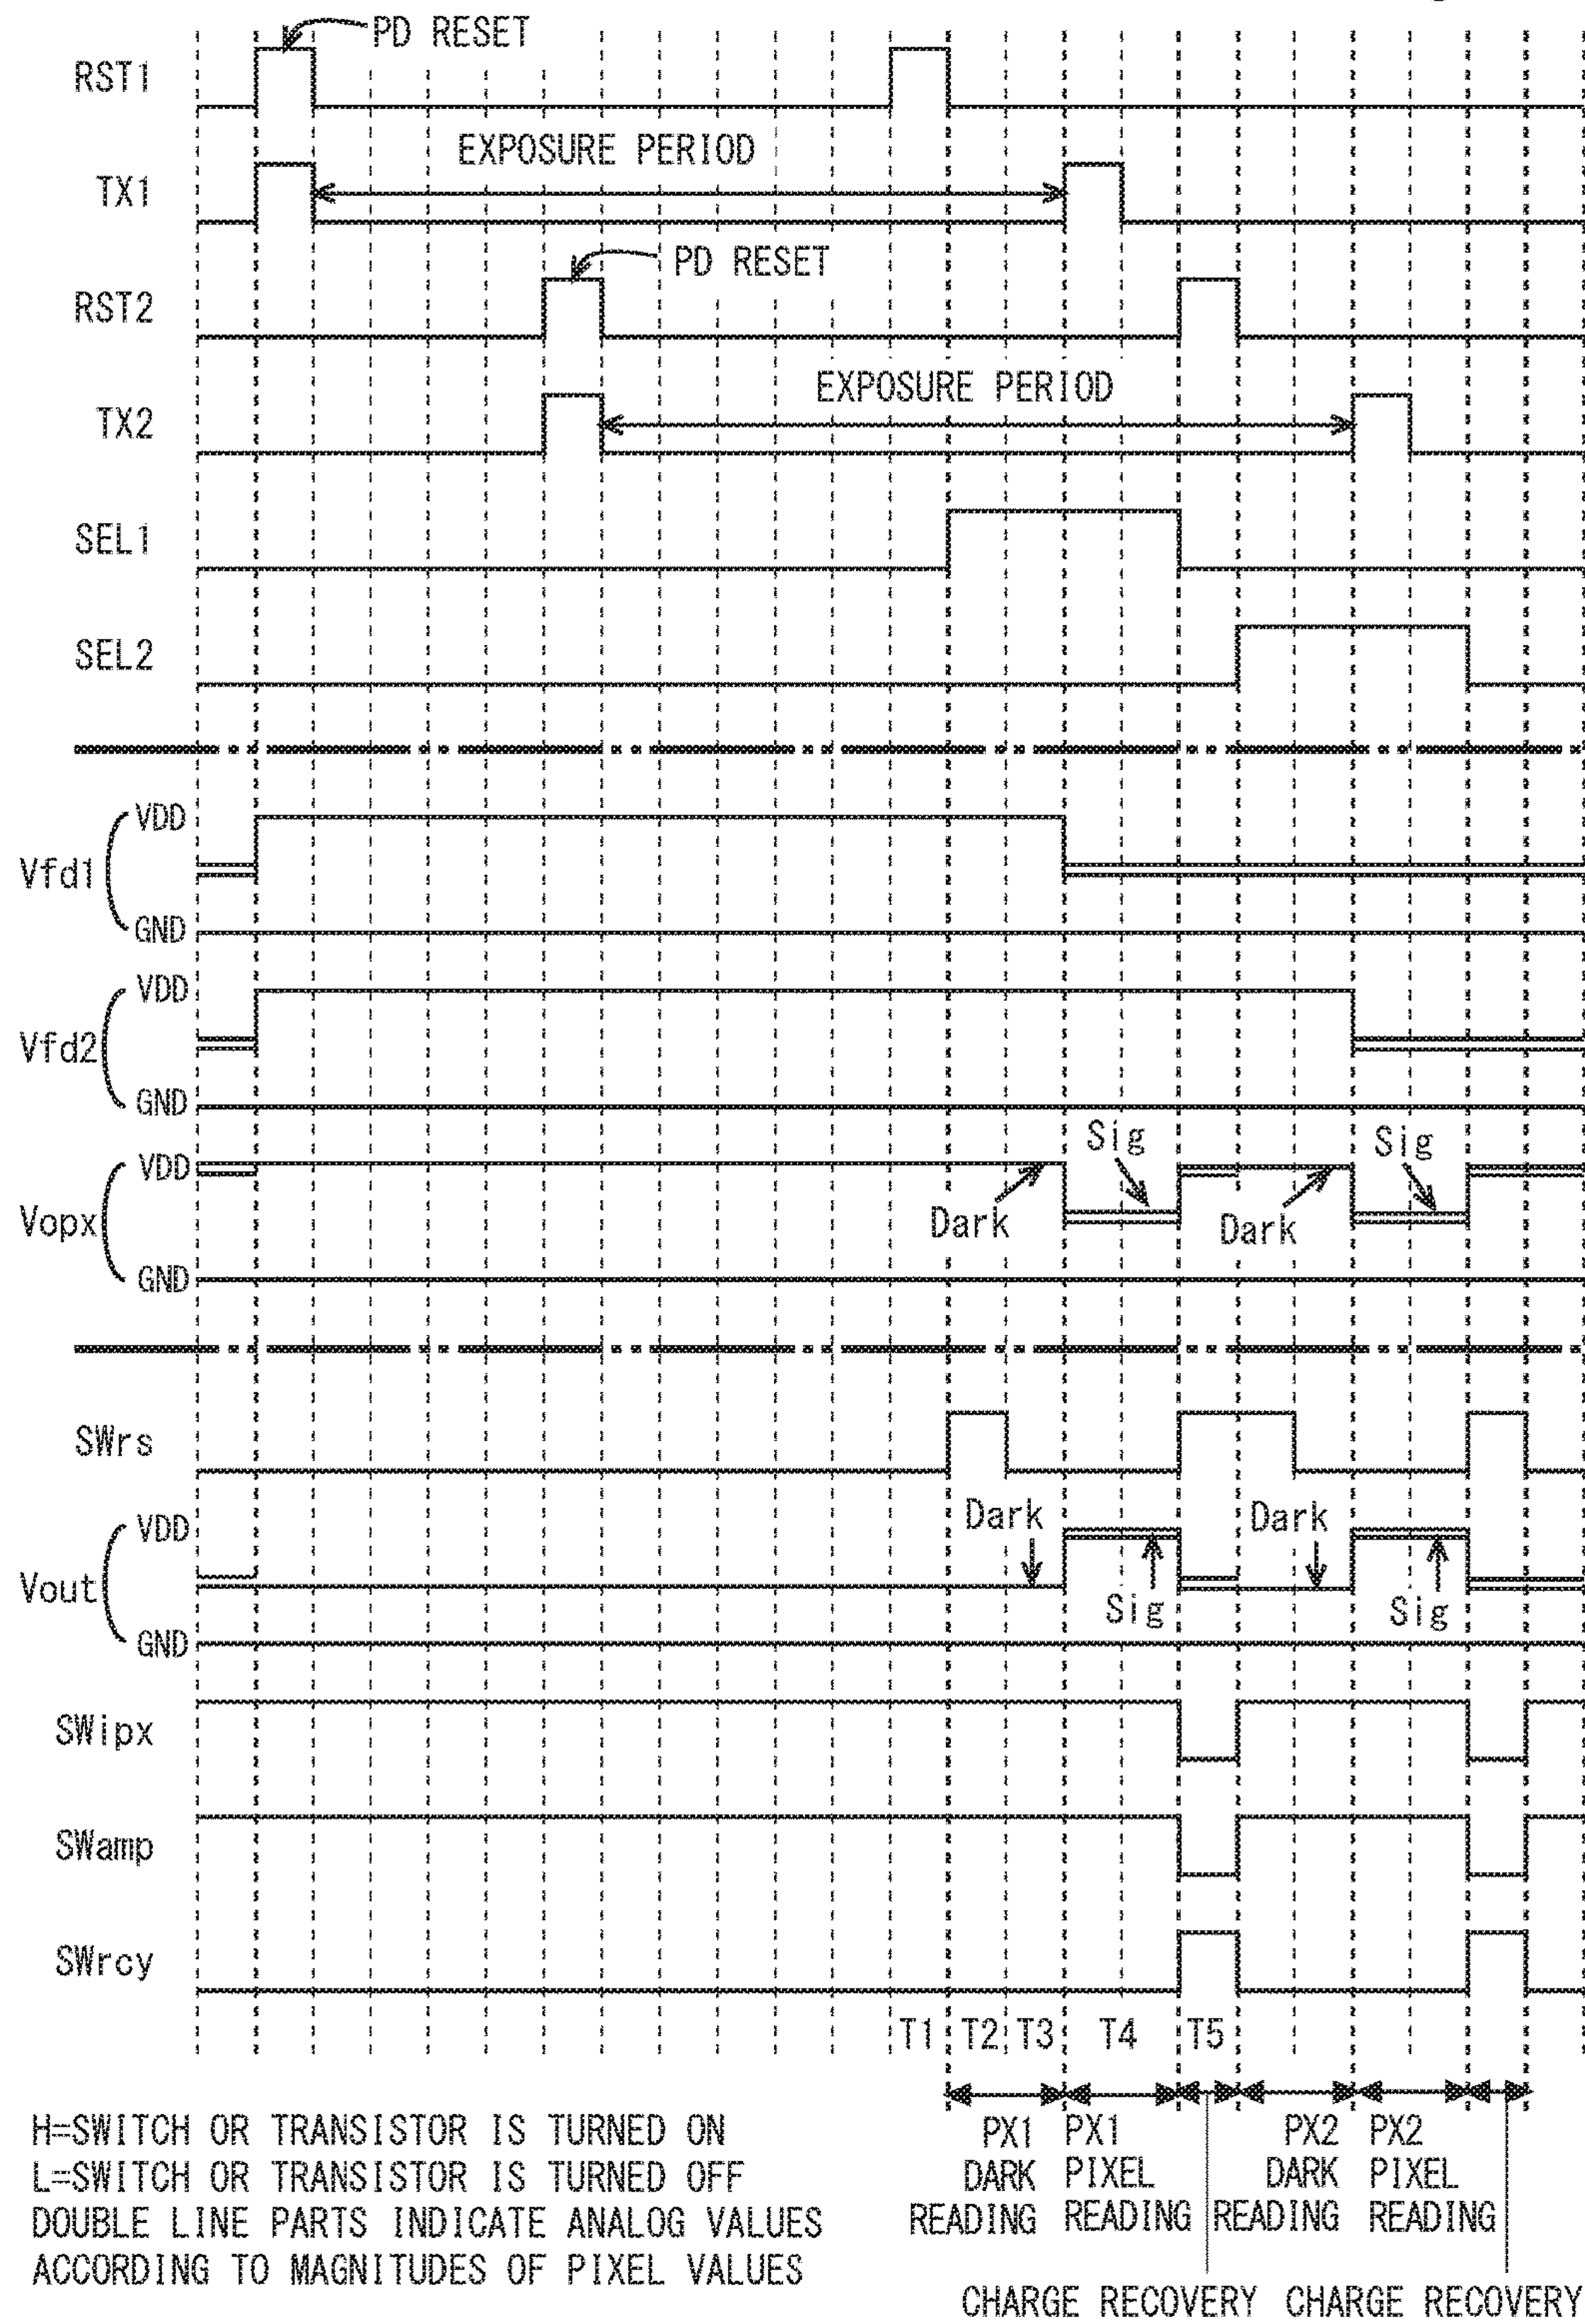 PD RESET
RST1
EXPOSURE PERIOD
TX1
PD RESET
RST2
EXPOSURE PERIOD
TX2
SEL1
SEL2
VDD
Vfd1
GND
VDD
Vfd2
GND
Sig
Sig
VDD
Dark
Dark
Vopx
GND
SWrs
Dark
Dark
VDD
Vout
Sig
Sig
GND
SWipx
SWamp
SWrcy
T1 T2 T3 T4 T5
H=SWITCH OR TRANSISTOR IS TURNED ON
L=SWITCH OR TRANSISTOR IS TURNED OFF
DOUBLE LINE PARTS INDICATE ANALOG VALUES
ACCORDING TO MAGNITUDES OF PIXEL VALUES
PX1
DARK
READING
PX1
PIXEL
READING
PX2
DARK
READING
PX2
PIXEL
READING
CHARGE RECOVERY
CHARGE RECOVERY